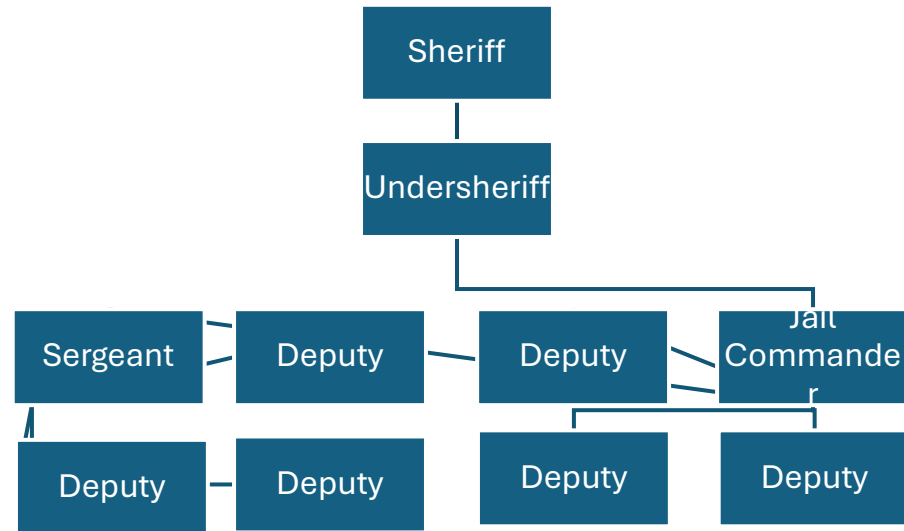 Sheriff
Undersheriff
Sergeant
Deputy
Deputy
Jail
Commande
r
Deputy
Deputy
Deputy
Deputy